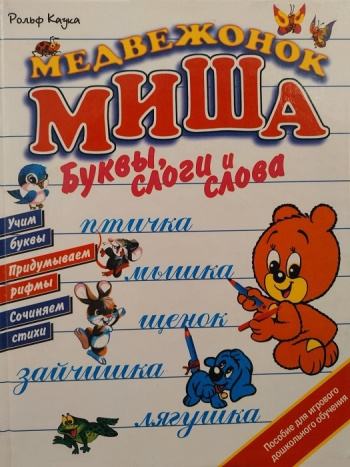 Рольф Каука
МЕДВЕЖОНОК
МИША
Буквы,
слоги и
слова
Учим
буквы
Придумываем
рифмы
Сочиняем
стихи
птичка
мышка
щенок
зайчишка
лягушка
Пособие для игрового
дошкольного обучения